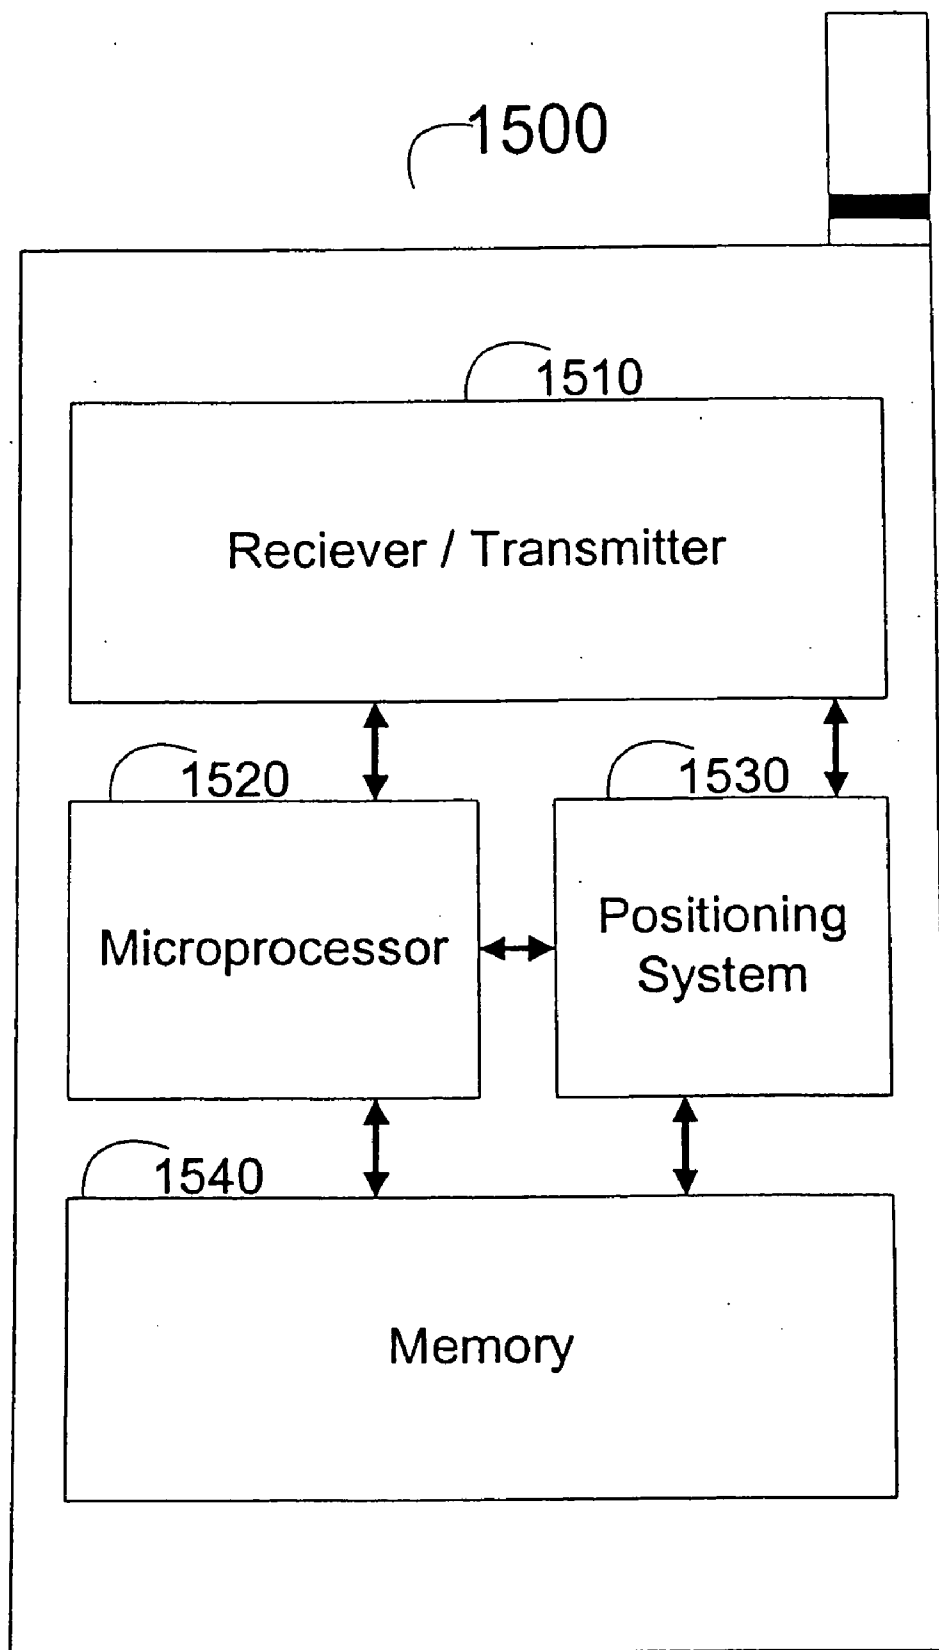 1500
1510
Reciever / Transmitter
1520
1530
Microprocessor
Positioning
System
1540
Memory